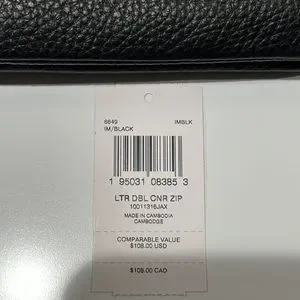 6649 IMBLK
IM/BLACK
1 95031 08385 3
LTR DBL CNR ZIP
10011316JAX
MADE IN CAMBODIA
CAMBODGE
COMPARABLE VALUE
$108.00 USD
$108.00 CAD